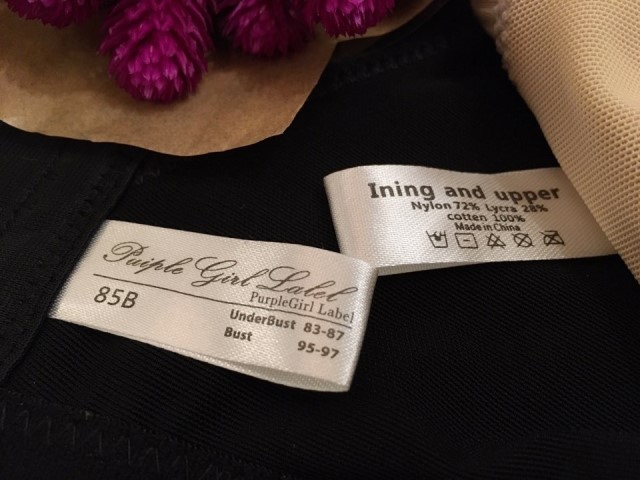 Purple Girl Label
PurpleGirl Label
85B
UnderBust 83-87
Bust 95-97
Ining and upper
Nylon 72% Lycra 28%
cotten 100%
Made in China